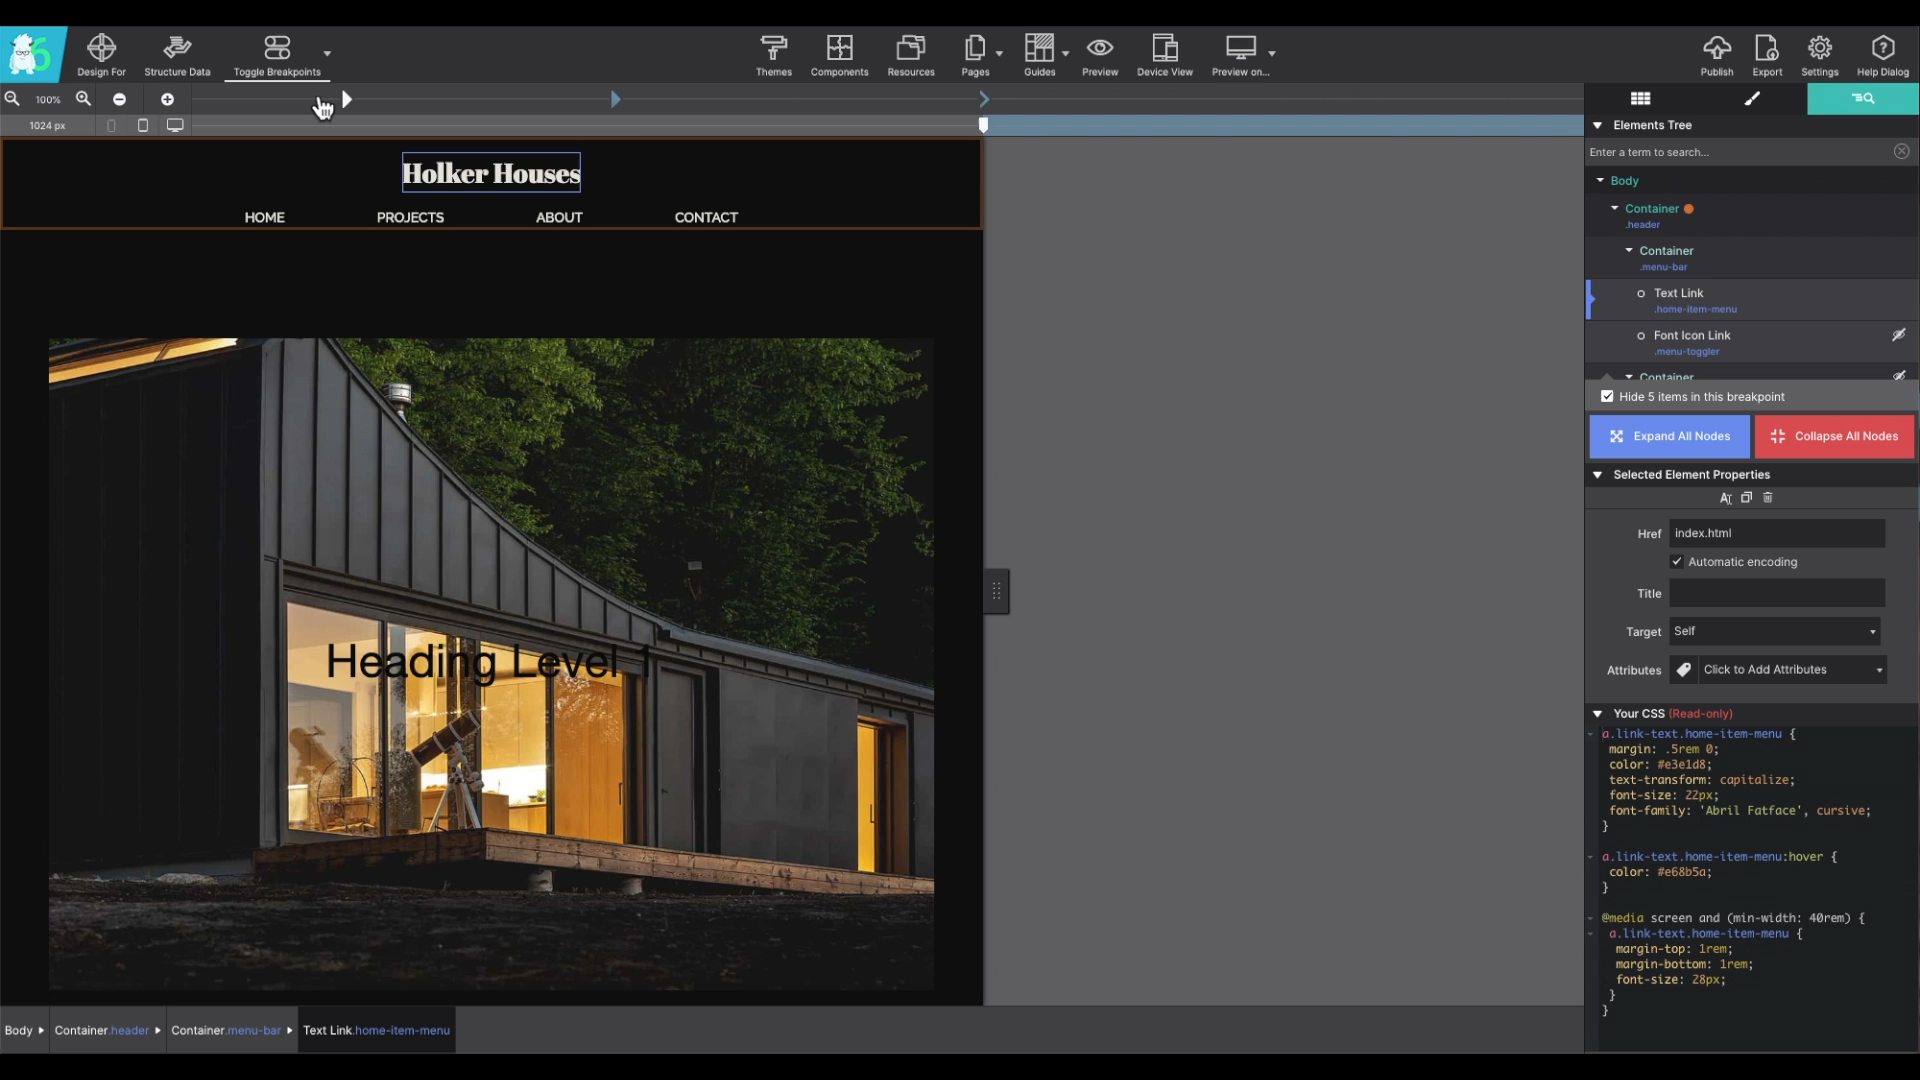 6
Design For
Structure Data
Toggle Breakpoints
Themes
Components
Resources
Pages
Guides
Preview
Device View
Preview on...
Publish
Export
Settings
Help Dialog
100%
1024 px
Holker Houses
HOME PROJECTS ABOUT CONTACT
Heading Level 1
Body
Container.header
Container.menu-bar
Text Link.home-item-menu
Elements Tree
Enter a term to search...
Body
Container
.header
Container
.menu-bar
Text Link
.home-item-menu
Font Icon Link
.menu-toggler
Container
Hide 5 items in this breakpoint
Expand All Nodes
Collapse All Nodes
Selected Element Properties
Href index.html
Automatic encoding
Title
Target Self
Attributes Click to Add Attributes
Your CSS (Read-only)
a.link-text.home-item-menu {
margin: .5rem 0;
color: #e3e1d8;
text-transform: capitalize;
font-size: 22px;
font-family: 'Abril Fatface', cursive;
}
a.link-text.home-item-menu:hover {
color: #e68b5a;
}
@media screen and (min-width: 40rem) {
a.link-text.home-item-menu {
margin-top: 1rem;
margin-bottom: 1rem;
font-size: 28px;
}
}